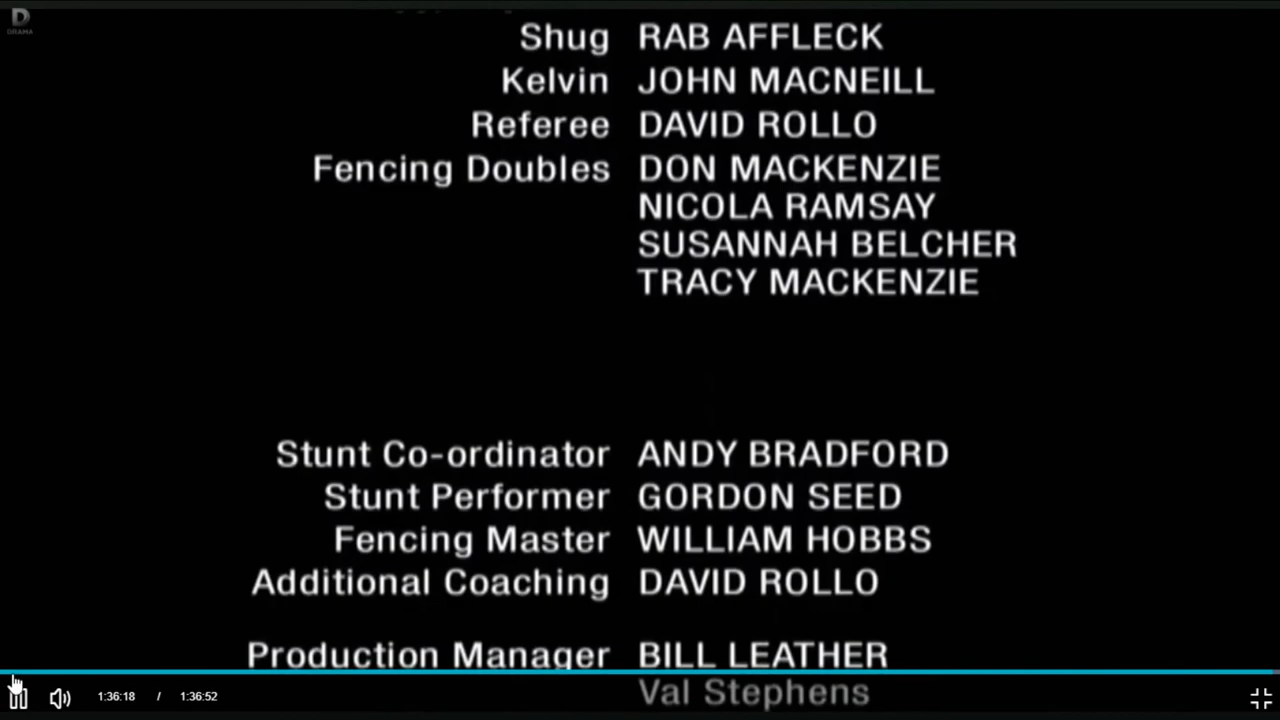 D
DRAMA
Shug RAB AFFLECK
Kelvin JOHN MACNEILL
Referee DAVID ROLLO
Fencing Doubles DON MACKENZIE
NICOLA RAMSAY
SUSANNAH BELCHER
TRACY MACKENZIE
Stunt Co-ordinator ANDY BRADFORD
Stunt Performer GORDON SEED
Fencing Master WILLIAM HOBBS
Additional Coaching DAVID ROLLO
Production Manager BILL LEATHER
Val Stephens
1:36:18 / 1:36:52